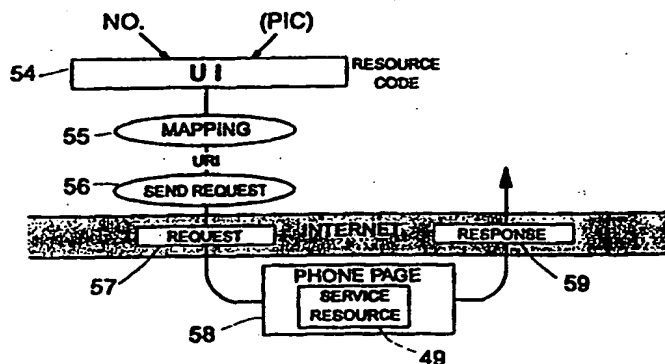 NO. (PIC)
54 UI RESOURCE
CODE
55 MAPPING
URI
56 SEND REQUEST
INTERNET
REQUEST RESPONSE
57 59
PHONE PAGE
SERVICE
RESOURCE
58
49